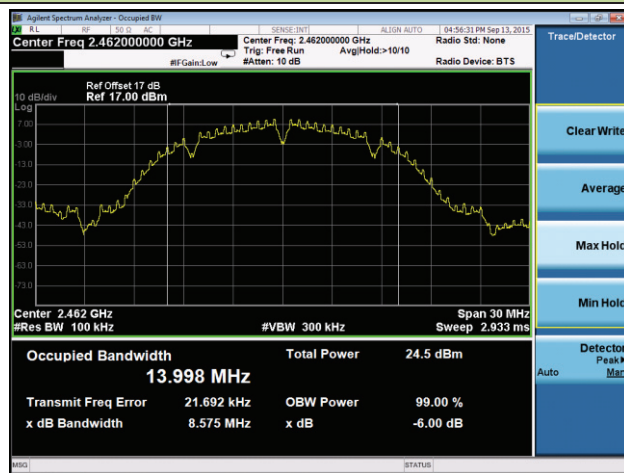 Agilent Spectrum Analyzer - Occupied BW
RL RF 50 Ω AC SENSE:INT ALIGN AUTO 04:56:31 PM Sep 13, 2015
Center Freq 2.462000000 GHz Center Freq: 2.462000000 GHz Radio Std: None Trace/Detector
Trig: Free Run Avg|Hold:>10/10
#IFGain:Low #Atten: 10 dB Radio Device: BTS
Ref Offset 17 dB
10 dB/div Ref 17.00 dBm
Log
7.00
-3.00
-13.0
-23.0
-33.0
-43.0
-53.0
-63.0
-73.0
Clear Write
Average
Max Hold
Min Hold
Center 2.462 GHz Span 30 MHz
#Res BW 100 kHz #VBW 300 kHz Sweep 2.933 ms
Occupied Bandwidth Total Power 24.5 dBm
13.998 MHz
Transmit Freq Error 21.692 kHz OBW Power 99.00 %
x dB Bandwidth 8.575 MHz x dB -6.00 dB
Detector
Peak
Auto Man
MSG STATUS